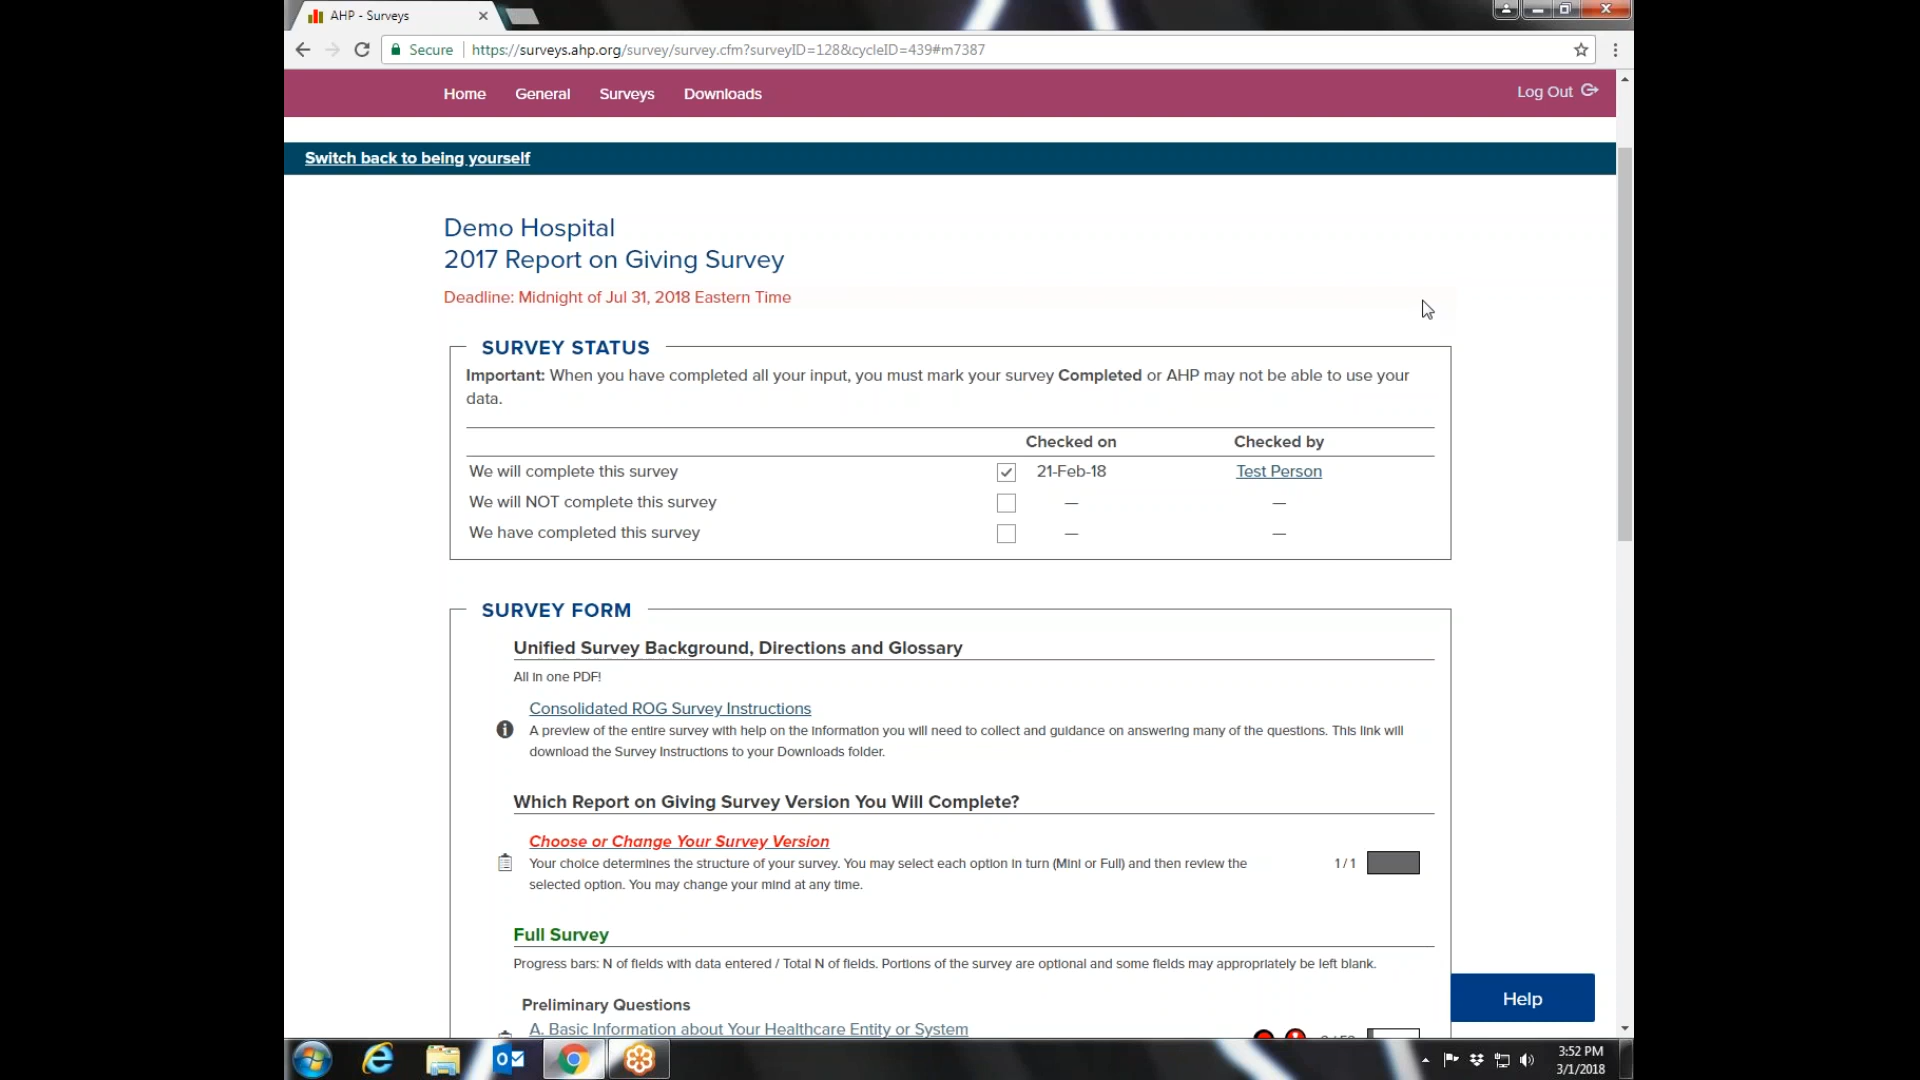 AHP - Surveys
Secure https://surveys.ahp.org/survey/survey.cfm?surveyID=128&cycleID=439#m7387
Home General Surveys Downloads Log Out
Switch back to being yourself
Demo Hospital
2017 Report on Giving Survey
Deadline: Midnight of Jul 31, 2018 Eastern Time
SURVEY STATUS
Important: When you have completed all your input, you must mark your survey Completed or AHP may not be able to use your
data.
Checked on Checked by
We will complete this survey 21-Feb-18 Test Person
We will NOT complete this survey — —
We have completed this survey — —
SURVEY FORM
Unified Survey Background, Directions and Glossary
All in one PDF!
Consolidated ROG Survey Instructions
A preview of the entire survey with help on the information you will need to collect and guidance on answering many of the questions. This link will
download the Survey Instructions to your Downloads folder.
Which Report on Giving Survey Version You Will Complete?
Choose or Change Your Survey Version
Your choice determines the structure of your survey. You may select each option in turn (Mini or Full) and then review the 1 / 1
selected option. You may change your mind at any time.
Full Survey
Progress bars: N of fields with data entered / Total N of fields. Portions of the survey are optional and some fields may appropriately be left blank.
Help
Preliminary Questions
A. Basic Information about Your Healthcare Entity or System
3:52 PM
3/1/2018